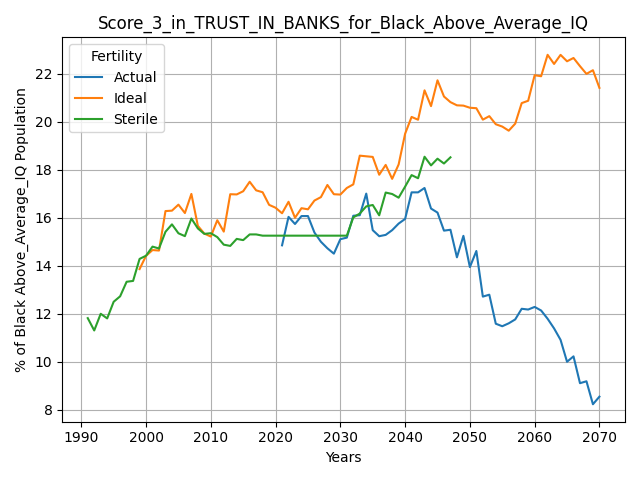 Score_3_in_TRUST_IN_BANKS_for_Black_Above_Average_IQ
% of Black Above_Average_IQ Population
Fertility
Actual
Ideal
Sterile
22
20
18
16
14
12
10
8
1990 2000 2010 2020 2030 2040 2050 2060 2070
Years